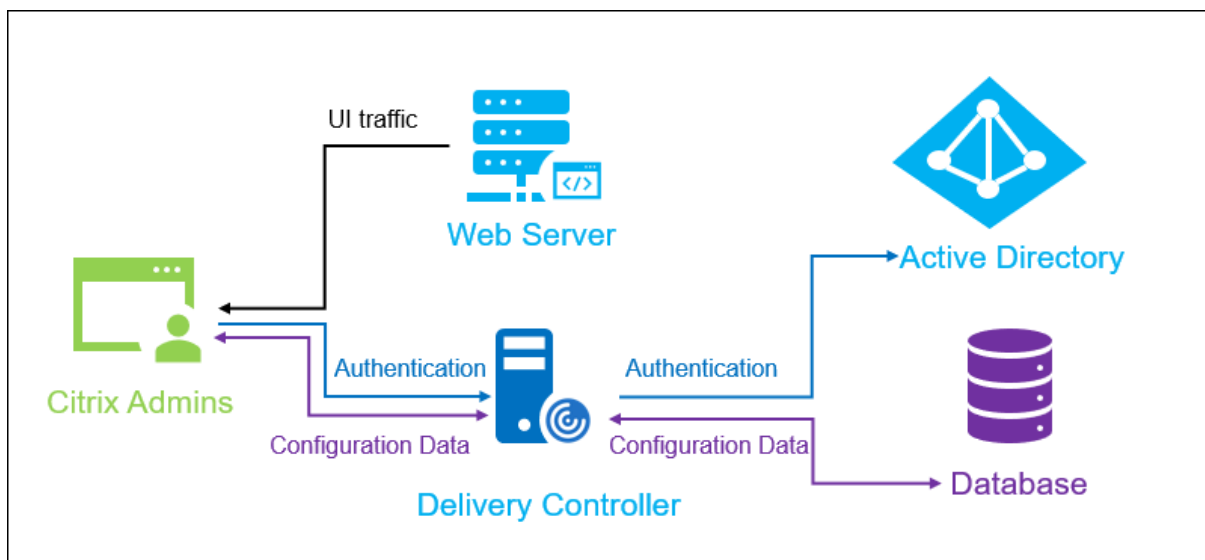 UI traffic
</>
Web Server
Active Directory
Citrix Admins
Authentication
Authentication
Configuration Data
Configuration Data
Delivery Controller
Database